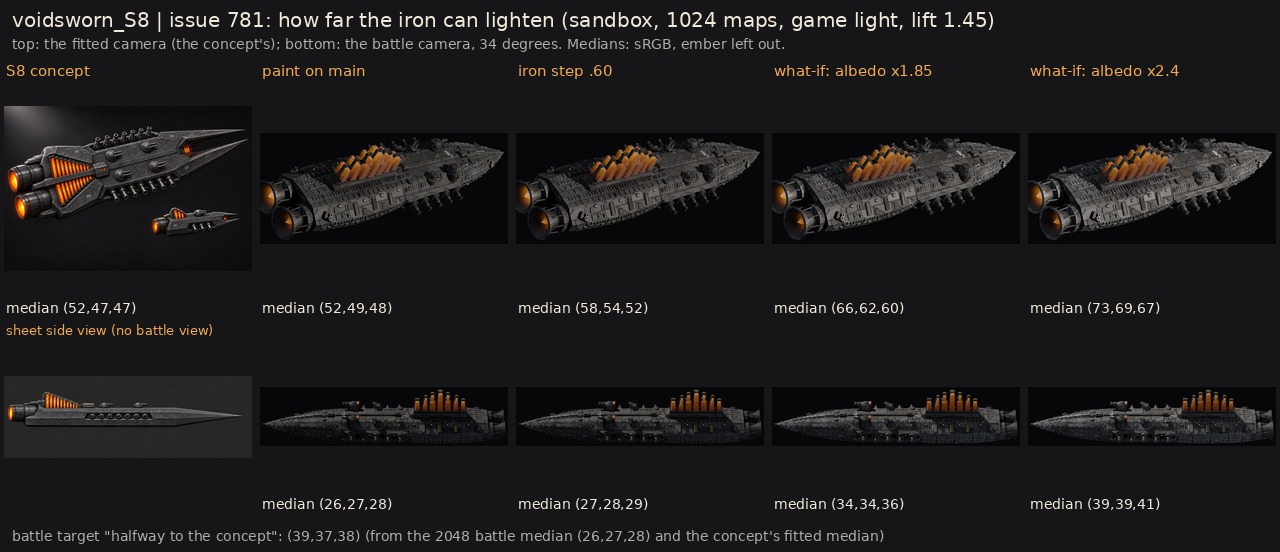 voidsworn_S8 | issue 781: how far the iron can lighten (sandbox, 1024 maps, game light, lift 1.45)
top: the fitted camera (the concept's); bottom: the battle camera, 34 degrees. Medians: sRGB, ember left out.
S8 concept
paint on main
iron step .60
what-if: albedo x1.85
what-if: albedo x2.4
median (52,47,47)
median (52,49,48)
median (58,54,52)
median (66,62,60)
median (73,69,67)
sheet side view (no battle view)
median (26,27,28)
median (27,28,29)
median (34,34,36)
median (39,39,41)
battle target "halfway to the concept": (39,37,38) (from the 2048 battle median (26,27,28) and the concept's fitted median)